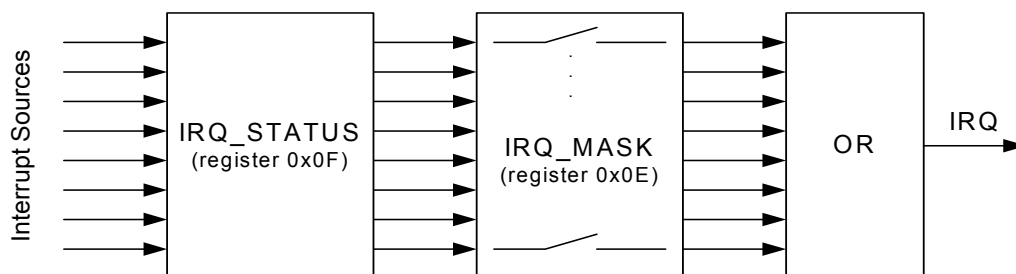 Interrupt Sources
IRQ_STATUS
(register 0x0F)
IRQ_MASK
(register 0x0E)
OR
IRQ